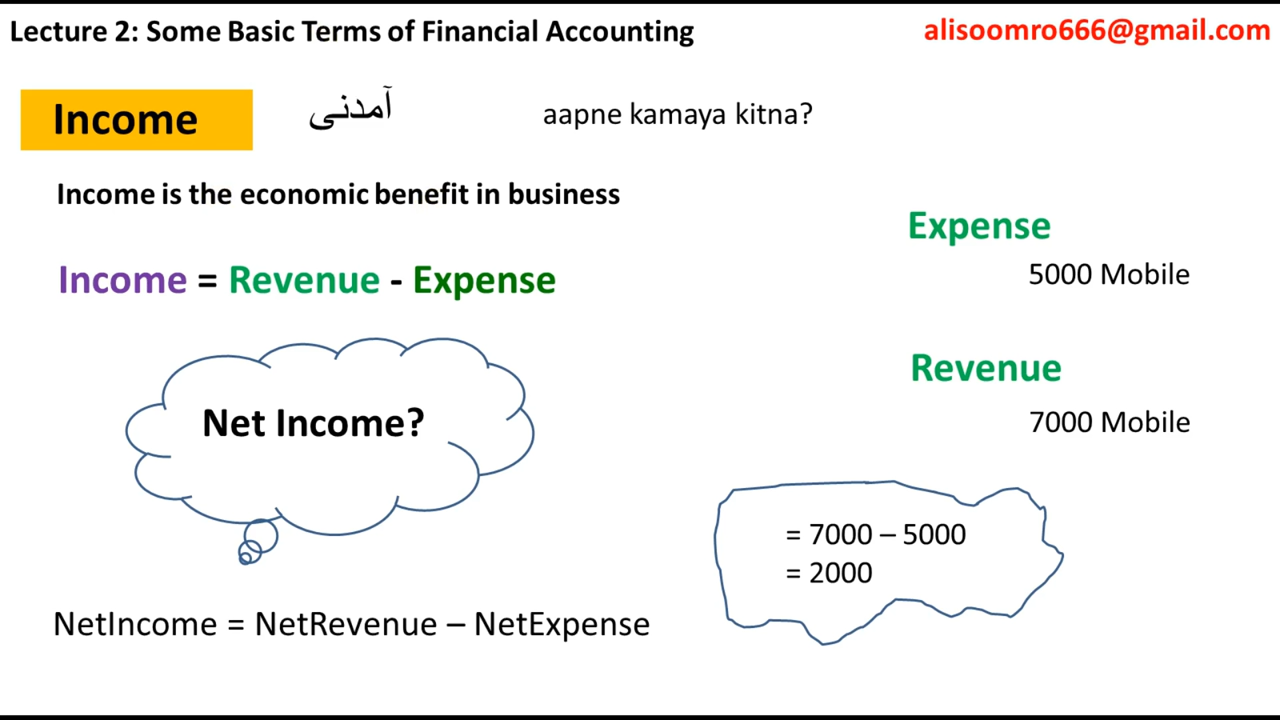 Lecture 2: Some Basic Terms of Financial Accounting
alisoomro666@gmail.com
Income
آمدنی
aapne kamaya kitna?
Income is the economic benefit in business
Income = Revenue - Expense
Net Income?
NetIncome = NetRevenue – NetExpense
Expense
5000 Mobile
Revenue
7000 Mobile
= 7000 – 5000
= 2000